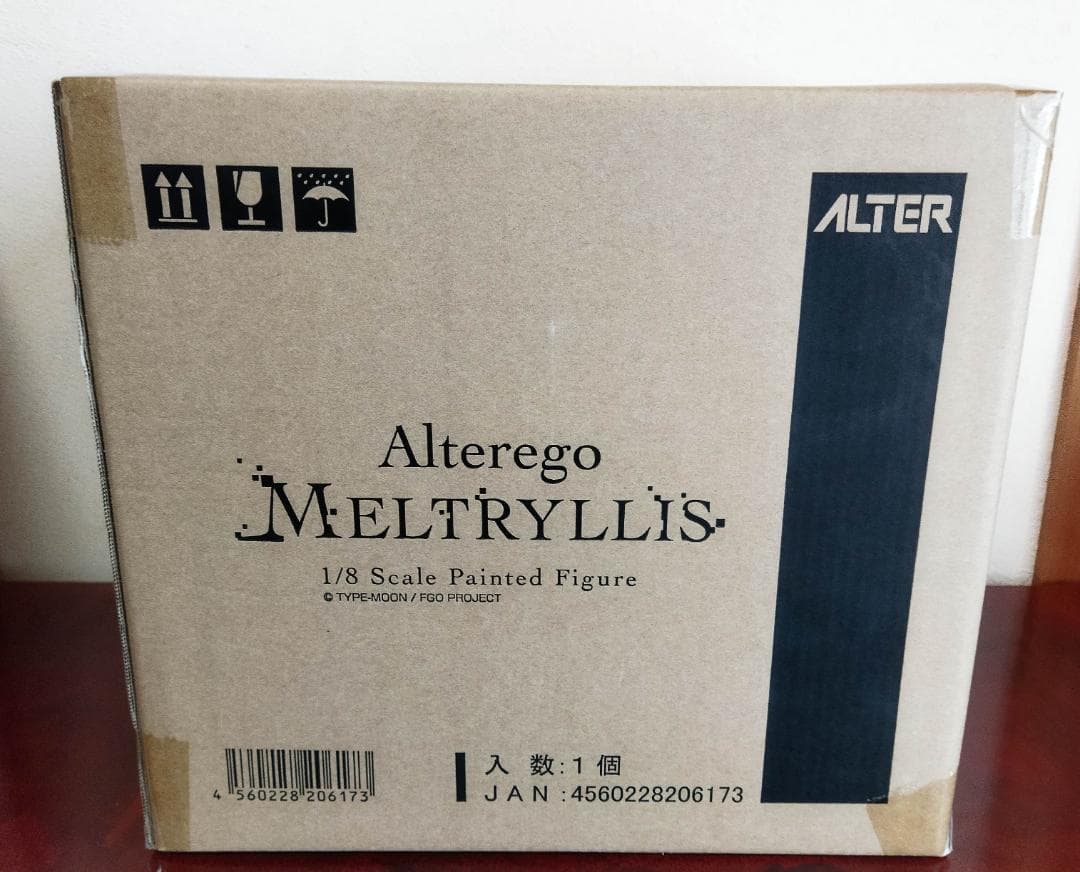 ALTER
Alterego
MELTRYLLIS
1/8 Scale Painted Figure
© TYPE-MOON / FGO PROJECT
4 560228 206173
入 数:1 個
JAN :4560228206173